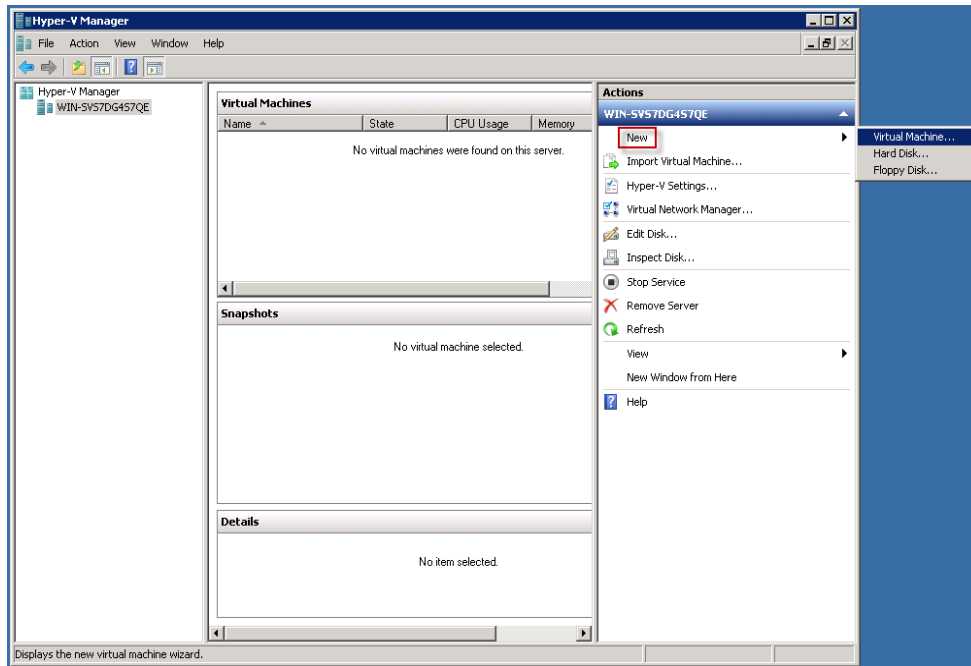 Hyper-V Manager
File Action View Window Help
Hyper-V Manager
WIN-SVS7DG4S7QE
Virtual Machines
Name State CPU Usage Memory
No virtual machines were found on this server.
Snapshots
No virtual machine selected.
Details
No item selected.
Actions
WIN-SVS7DG4S7QE
New
Import Virtual Machine...
Hyper-V Settings...
Virtual Network Manager...
Edit Disk...
Inspect Disk...
Stop Service
Remove Server
Refresh
View
New Window from Here
Help
Virtual Machine...
Hard Disk...
Floppy Disk...
Displays the new virtual machine wizard.